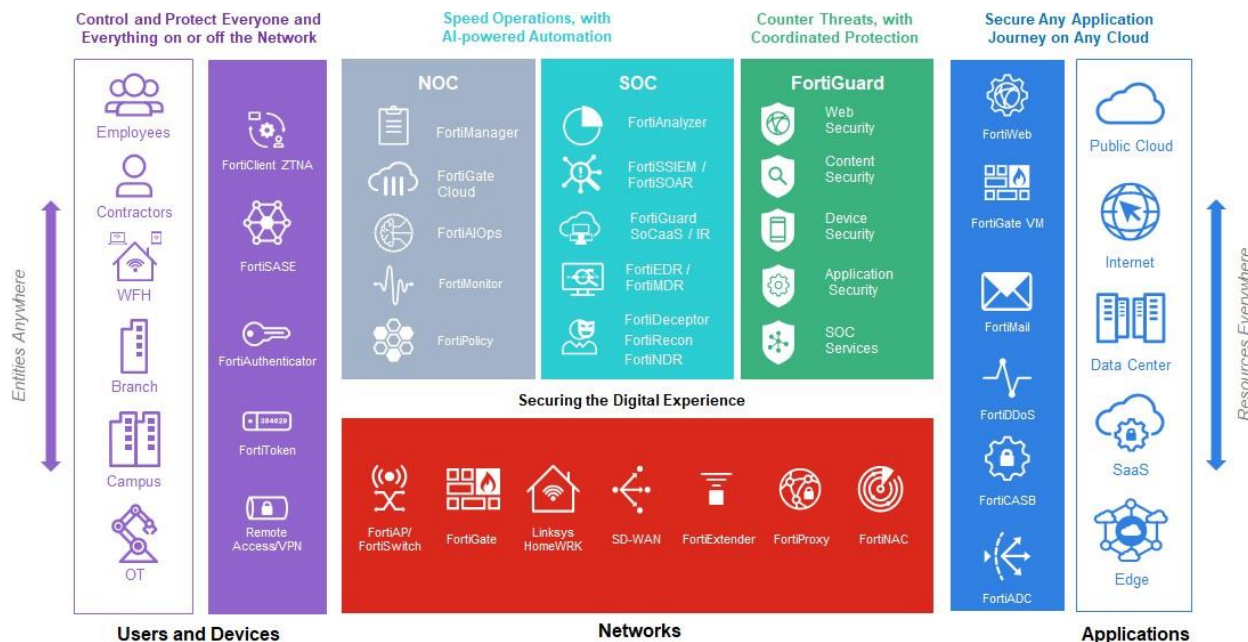 Control and Protect Everyone and
Everything on or off the Network
Speed Operations, with
AI-powered Automation
Counter Threats, with
Coordinated Protection
Secure Any Application
Journey on Any Cloud
Entities Anywhere
Employees
Contractors
WFH
Branch
Campus
OT
FortiClient ZTNA
FortiSASE
FortiAuthenticator
364629
FortiToken
Remote
Access/VPN
Users and Devices
NOC
FortiManager
FortiGate
Cloud
FortiAIOps
FortiMonitor
FortiPolicy
SOC
FortiAnalyzer
FortiSSIEM /
FortiSOAR
FortiGuard
SoCaaS / IR
FortiEDR /
FortiMDR
FortiDeceptor
FortiRecon
FortiNDR
FortiGuard
Web
Security
Content
Security
Device
Security
Application
Security
SOC
Services
Securing the Digital Experience
FortiAP/
FortiSwitch
FortiGate
Linksys
HomeWRK
SD-WAN
FortiExtender
FortiProxy
FortiNAC
Networks
FortiWeb
FortiGate VM
FortiMail
FortiDDoS
FortiCASB
FortiADC
Public Cloud
Internet
Data Center
SaaS
Edge
Applications
Resources Everywhere